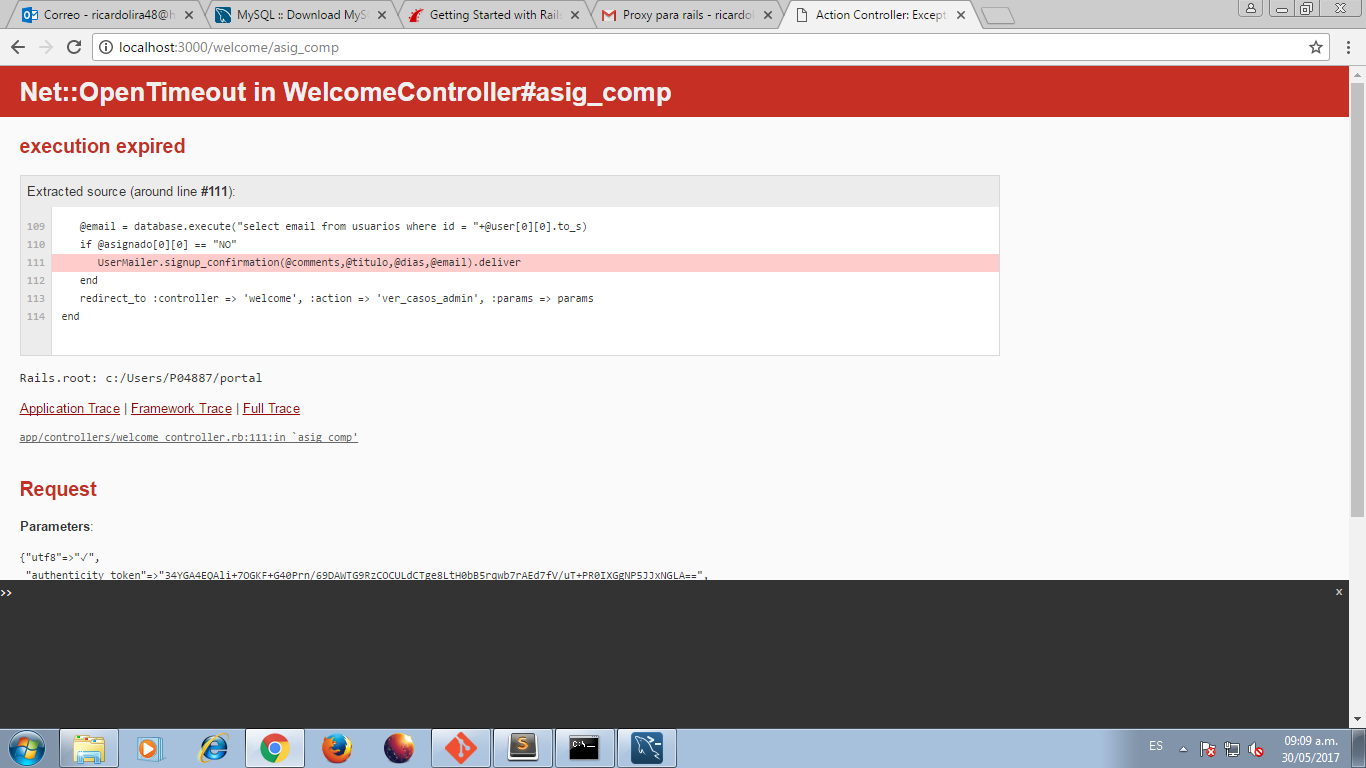 Correo - ricardolira48@h
MySQL :: Download MyS
Getting Started with Rail
Proxy para rails - ricardol
Action Controller: Except
localhost:3000/welcome/asig_comp
Net::OpenTimeout in WelcomeController#asig_comp
execution expired
Extracted source (around line #111):
109 @email = database.execute("select email from usuarios where id = "+@user[0][0].to_s)
110 if @asignado[0][0] == "NO"
111 UserMailer.signup_confirmation(@comments,@titulo,@dias,@email).deliver
112 end
113 redirect_to :controller => 'welcome', :action => 'ver_casos_admin', :params => params
114 end
Rails.root: c:/Users/P04887/portal
Application Trace | Framework Trace | Full Trace
app/controllers/welcome_controller.rb:111:in `asig_comp'
Request
Parameters:
{"utf8"=>"✓",
"authenticity_token"=>"34YGA4EQAli+7OGKF+G40Prn/69DAWTG9RzCOCULdCTge8LtH0bB5rqwb7rAEd7fV/uT+PR0IXGgNP5JJxNGLA==",
>>
x
ES
09:09 a.m.
30/05/2017